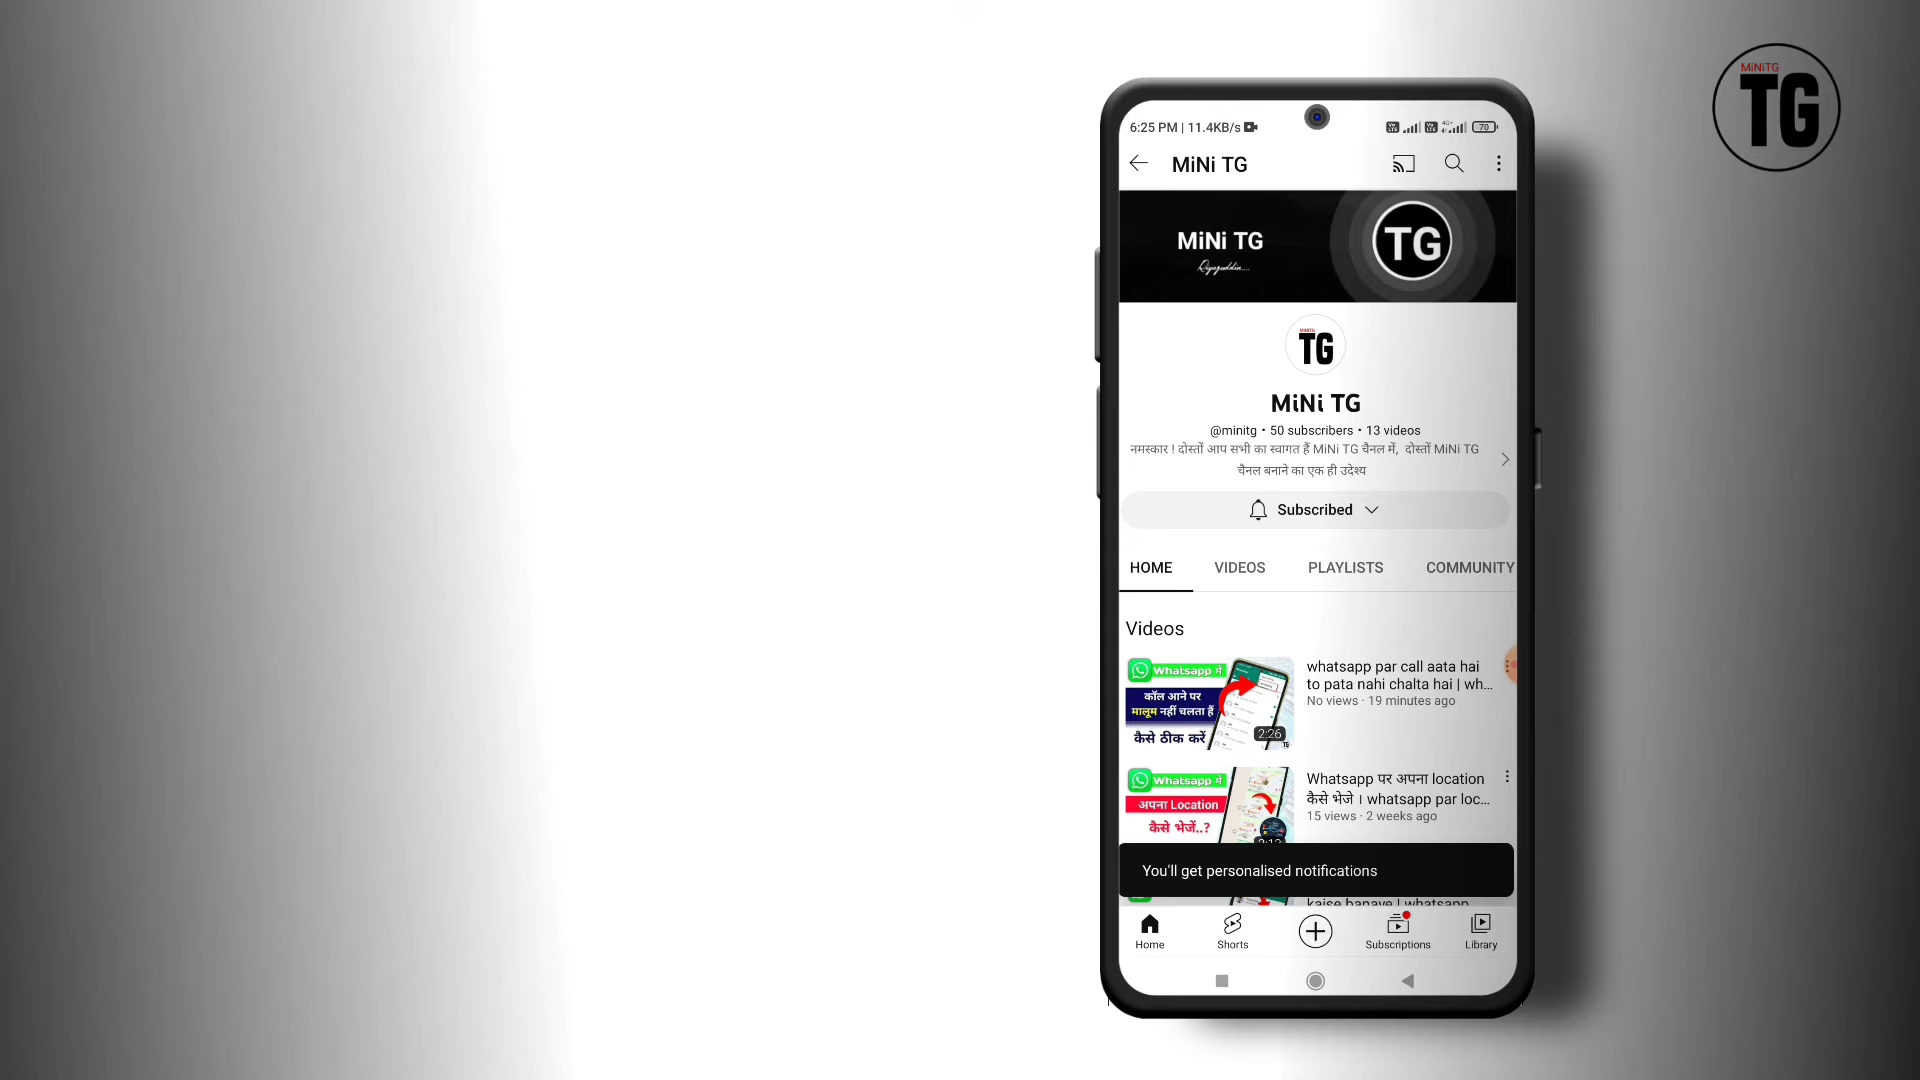 MiNiTG
TG
6:25 PM | 11.4KB/s
4G+
70
MiNi TG
MiNi TG
TG
MiNiTG
TG
MiNi TG
@minitg • 50 subscribers • 13 videos
नमस्कार ! दोस्तों आप सभी का स्वागत हैं MiNi TG चैनल में, दोस्तों MiNi TG
चैनल बनाने का एक ही उदेश्य
Subscribed
HOME VIDEOS PLAYLISTS COMMUNITY
Videos
Whatsapp में
कॉल आने पर
मालूम नहीं चलता हैं
कैसे ठीक करें
2:26
TG
whatsapp par call aata hai
to pata nahi chalta hai | wh...
No views · 19 minutes ago
Whatsapp में
अपना Location
कैसे भेजें..?
Whatsapp पर अपना location
कैसे भेजे । whatsapp par loc...
15 views · 2 weeks ago
You'll get personalised notifications
kaise banaye | whatsapp
Home Shorts Subscriptions Library